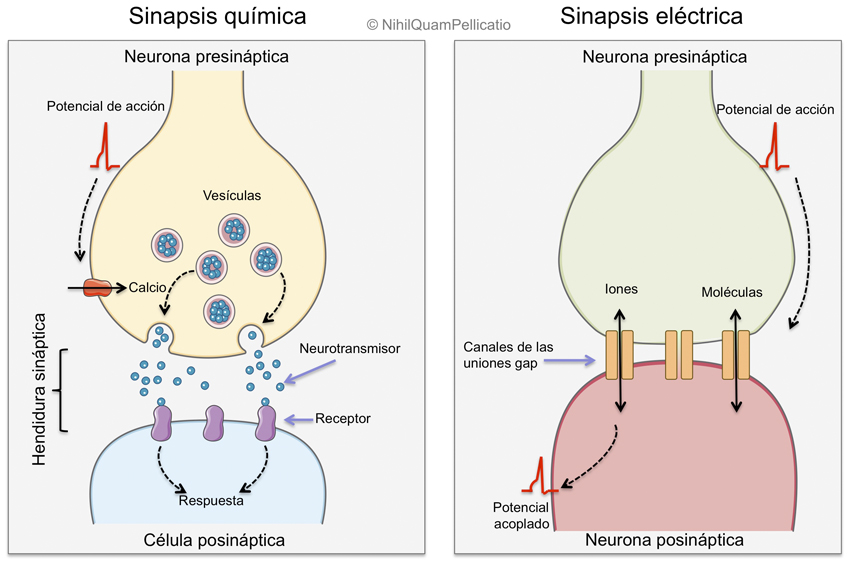 Sinapsis química
© NihilQuamPellicatio
Sinapsis eléctrica
Neurona presináptica
Potencial de acción
Vesículas
Calcio
Neurotransmisor
Hendidura sináptica
Receptor
Respuesta
Célula posináptica
Neurona presináptica
Potencial de acción
Iones
Moléculas
Canales de las
uniones gap
Potencial
acoplado
Neurona posináptica